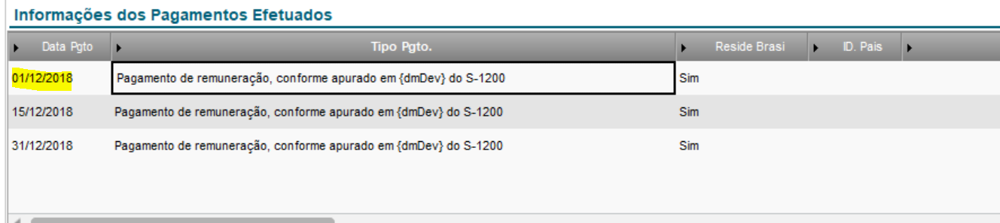 Informações dos Pagamentos Efetuados
Data Pgto Tipo Pgto. Reside Brasi ID. Pais
01/12/2018 Pagamento de remuneração, conforme apurado em {dmDev} do S-1200 Sim
15/12/2018 Pagamento de remuneração, conforme apurado em {dmDev} do S-1200 Sim
31/12/2018 Pagamento de remuneração, conforme apurado em {dmDev} do S-1200 Sim